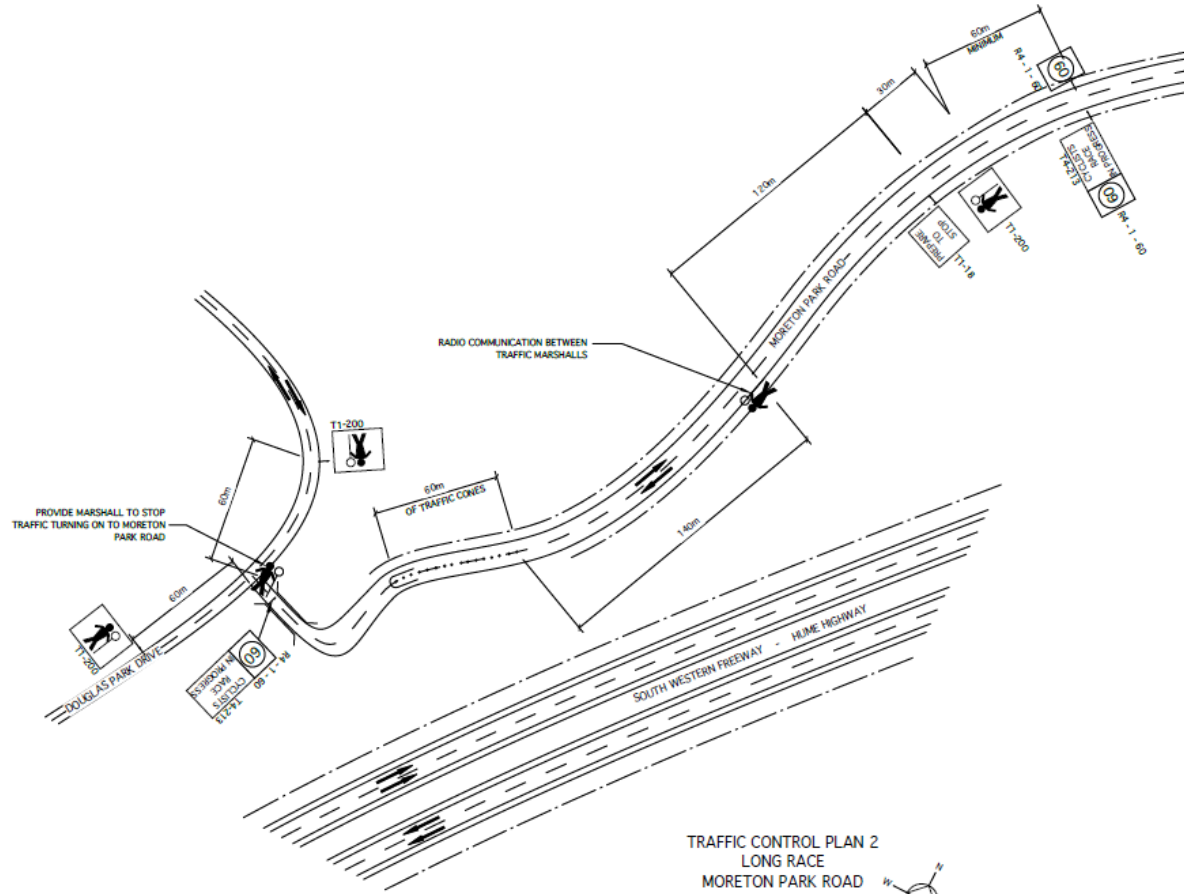 60m
MINIMUM
R4 - 1 - 60
60
30m
120m
IN PROGRESS
RACE
CYCLISTS
T4-213
60
R4 - 1 - 60
T1-200
PREPARE
TO
STOP
T1-18
MORETON PARK ROAD
RADIO COMMUNICATION BETWEEN
TRAFFIC MARSHALLS
T1-200
60m
60m
OF TRAFFIC CONES
PROVIDE MARSHALL TO STOP
TRAFFIC TURNING ON TO MORETON
PARK ROAD
140m
60m
T1-200
DOUGLAS PARK DRIVE
60
R4 - 1 - 60
CYCLISTS
RACE
IN PROGRESS
T4-213
SOUTH WESTERN FREEWAY - HUME HIGHWAY
TRAFFIC CONTROL PLAN 2
LONG RACE
MORETON PARK ROAD
N
W